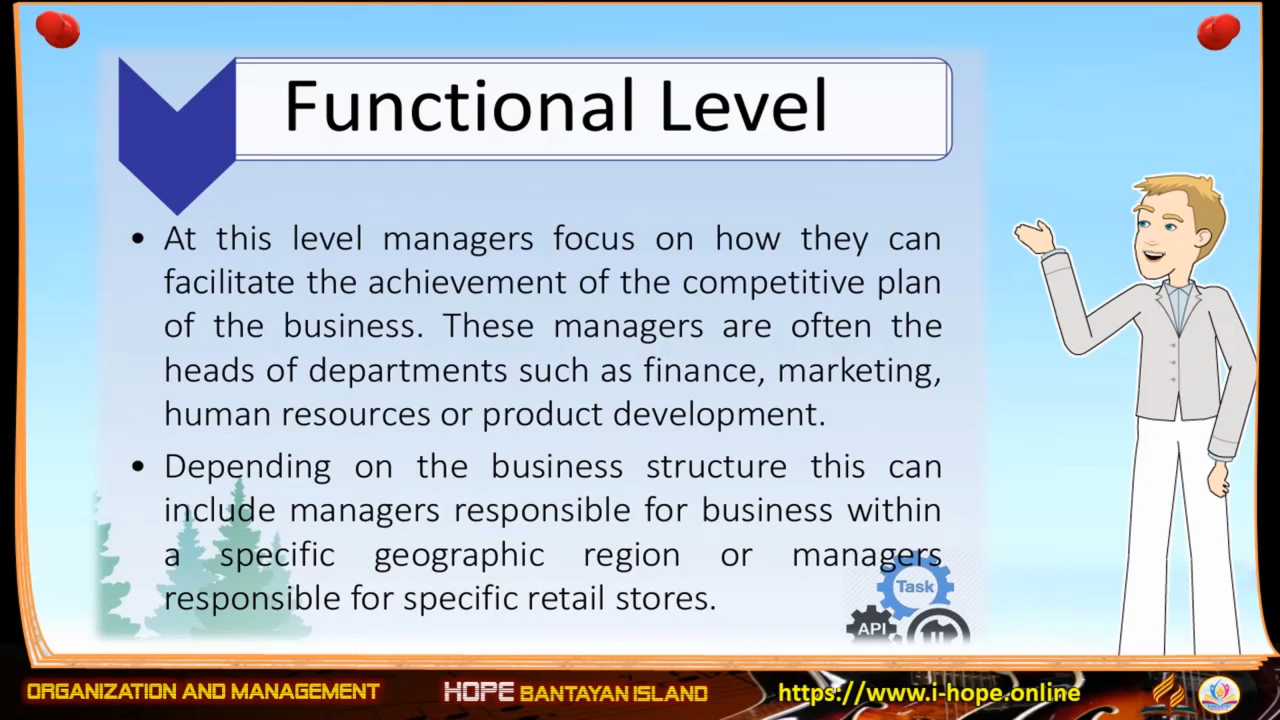 Functional Level
• At this level managers focus on how they can
facilitate the achievement of the competitive plan
of the business. These managers are often the
heads of departments such as finance, marketing,
human resources or product development.
• Depending on the business structure this can
include managers responsible for business within
a specific geographic region or managers
responsible for specific retail stores.
Task
API
ORGANIZATION AND MANAGEMENT HOPE BANTAYAN ISLAND https://www.i-hope.online